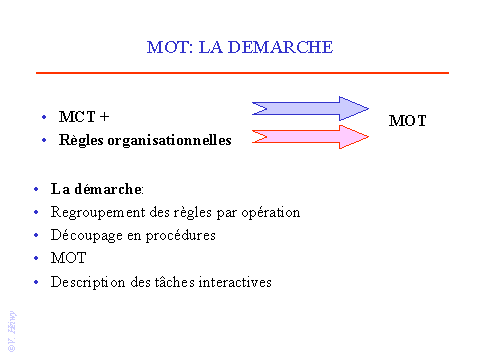 MOT: LA DEMARCHE
• MCT +
• Règles organisationnelles
MOT
• La démarche:
• Regroupement des règles par opération
• Découpage en procédures
• MOT
• Description des tâches interactives